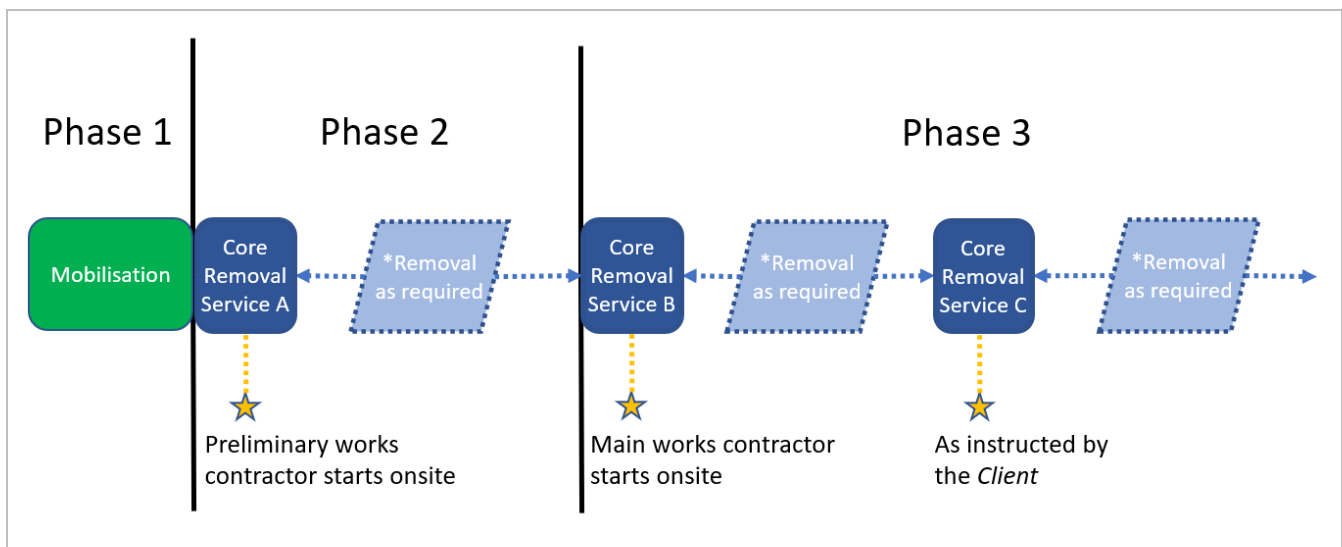 Phase 1
Phase 2
Phase 3
Mobilisation
Core
Removal
Service A
*Removal
as required
Core
Removal
Service B
*Removal
as required
Core
Removal
Service C
*Removal
as required
Preliminary works
contractor starts onsite
Main works contractor
starts onsite
As instructed by
the Client